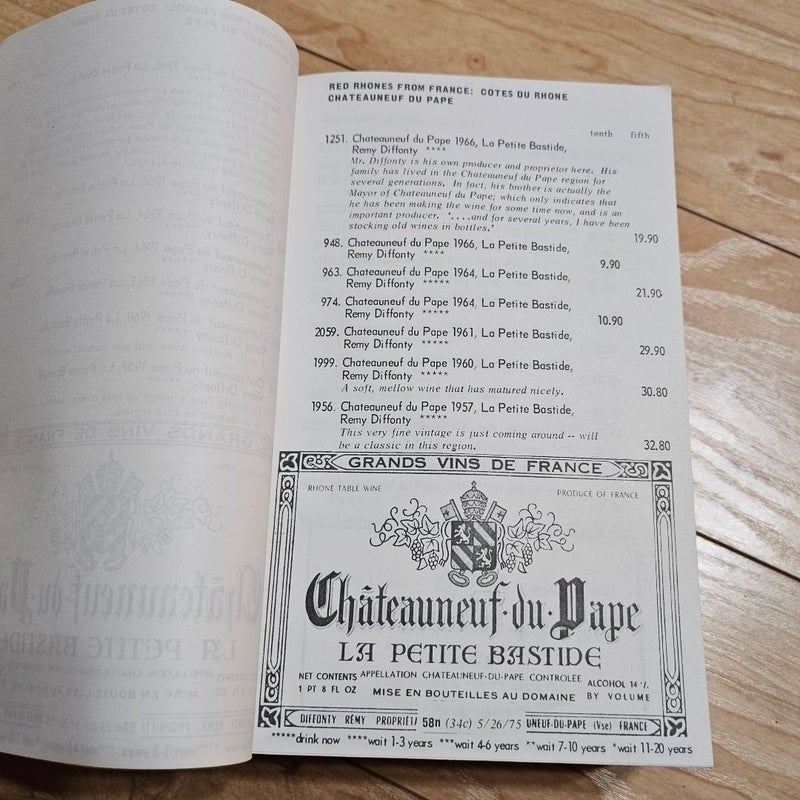 RED RHONES FROM FRANCE: COTES DU RHONE
CHATEAUNEUF DU PAPE
tenth fifth
1251. Chateauneuf du Pape 1966, La Petite Bastide,
Remy Diffonty ****
Mr. Diffonty is his own producer and proprietor here. His
family has lived in the Chateauneuf du Pape region for
several generations. In fact, his brother is actually the
Mayor of Chateauneuf du Pape; which only indicates that
he has been making the wine for some time now, and is an
important producer. '....and for several years, I have been
stocking old wines in bottles.' 19.90
948. Chateauneuf du Pape 1966, La Petite Bastide,
Remy Diffonty **** 9.90
963. Chateauneuf du Pape 1964, La Petite Bastide,
Remy Diffonty ***** 21.90
974. Chateauneuf du Pape 1964, La Petite Bastide,
Remy Diffonty ***** 10.90
2059. Chateauneuf du Pape 1961, La Petite Bastide,
Remy Diffonty ***** 29.90
1999. Chateauneuf du Pape 1960, La Petite Bastide,
Remy Diffonty *****
A soft, mellow wine that has matured nicely. 30.80
1956. Chateauneuf du Pape 1957, La Petite Bastide,
Remy Diffonty *****
This very fine vintage is just coming around -- will
be a classic in this region. 32.80
GRANDS VINS DE FRANCE
RHONE TABLE WINE PRODUCE OF FRANCE
Châteauneuf·du·Pape
LA PETITE BASTIDE
NET CONTENTS APPELLATION CHATEAUNEUF-DU-PAPE CONTROLÉE ALCOHOL 14 %
1 PT 8 FL OZ MISE EN BOUTEILLES AU DOMAINE BY VOLUME
DIFFONTY RÉMY PROPRIÉT 58n (34c) 5/26/75 UNEUF-DU-PAPE (Vse) FRANCE
*****drink now ****wait 1-3 years ***wait 4-6 years **wait 7-10 years *wait 11-20 years